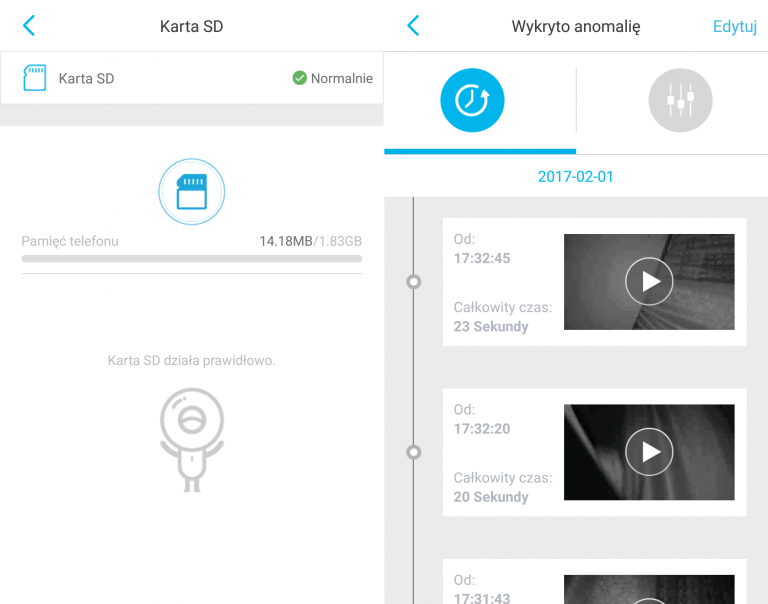 Karta SD
Karta SD
Normalnie
Pamięć telefonu
14.18MB/1.83GB
Karta SD działa prawidłowo.
Wykryto anomalię
Edytuj
2017-02-01
Od:
17:32:45
Całkowity czas:
23 Sekundy
Od:
17:32:20
Całkowity czas:
20 Sekundy
Od:
17:31:43